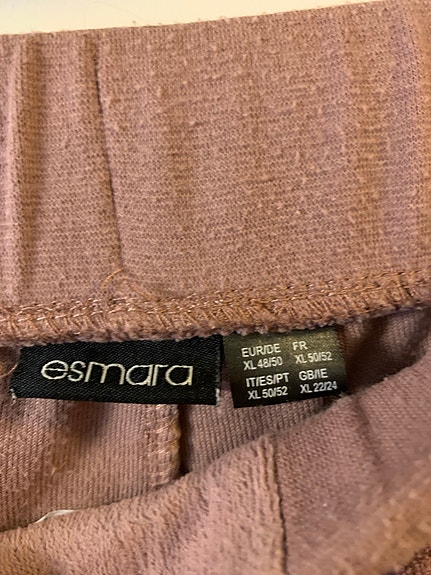 esmara
EUR/DE FR
XL 48/50 XL 50/52
IT/ES/PT GB/IE
XL 50/52 XL 22/24